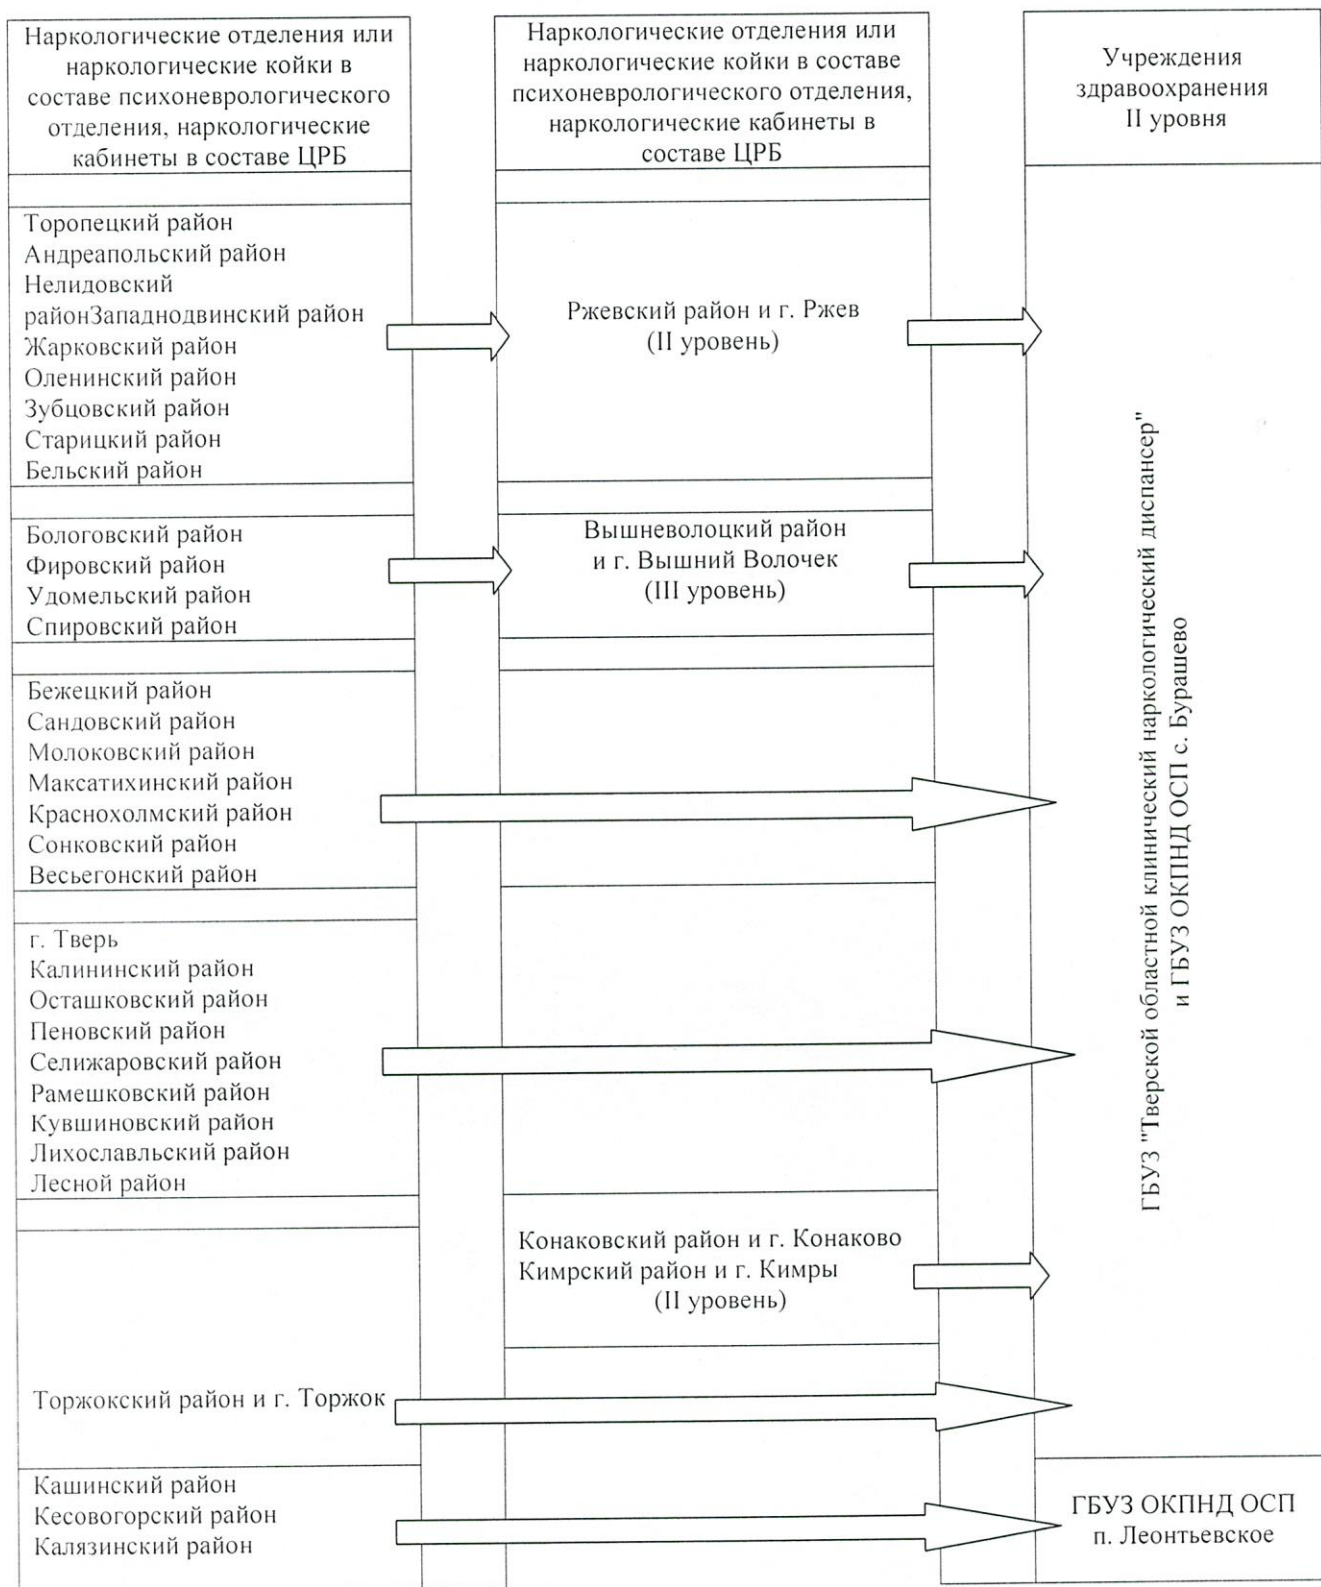 Наркологические отделения или
наркологические койки в
составе психоневрологического
отделения, наркологические
кабинеты в составе ЦРБ
Наркологические отделения или
наркологические койки в составе
психоневрологического отделения,
наркологические кабинеты в
составе ЦРБ
Учреждения
здравоохранения
II уровня
Торопецкий район
Андреапольский район
Нелидовский
районЗападнодвинский район
Жарковский район
Оленинский район
Зубцовский район
Старицкий район
Бельский район
Ржевский район и г. Ржев
(II уровень)
Бологовский район
Фировский район
Удомельский район
Спировский район
Вышневолоцкий район
и г. Вышний Волочек
(III уровень)
Бежецкий район
Сандовский район
Молоковский район
Максатихинский район
Краснохолмский район
Сонковский район
Весьегонский район
г. Тверь
Калининский район
Осташковский район
Пеновский район
Селижаровский район
Рамешковский район
Кувшиновский район
Лихославльский район
Лесной район
Конаковский район и г. Конаково
Кимрский район и г. Кимры
(II уровень)
Торжокский район и г. Торжок
ГБУЗ "Тверской областной клинический наркологический диспансер"
и ГБУЗ ОКПНД ОСП с. Бурашево
Кашинский район
Кесовогорский район
Калязинский район
ГБУЗ ОКПНД ОСП
п. Леонтьевское